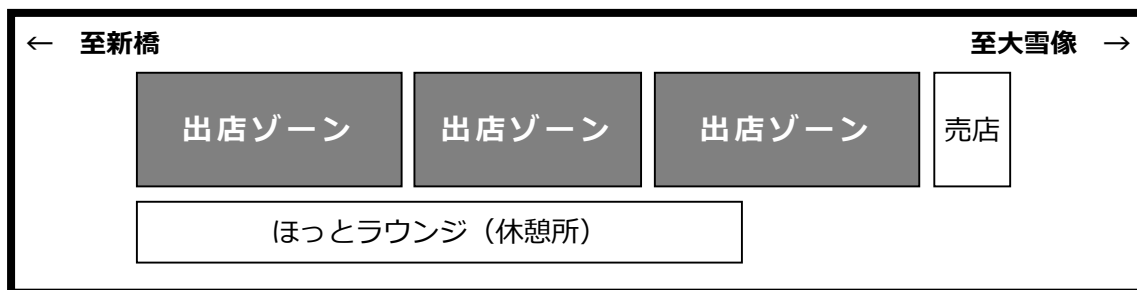 ← 至新橋
至大雪像 →
出店ゾーン
出店ゾーン
出店ゾーン
売店
ほっとラウンジ（休憩所）